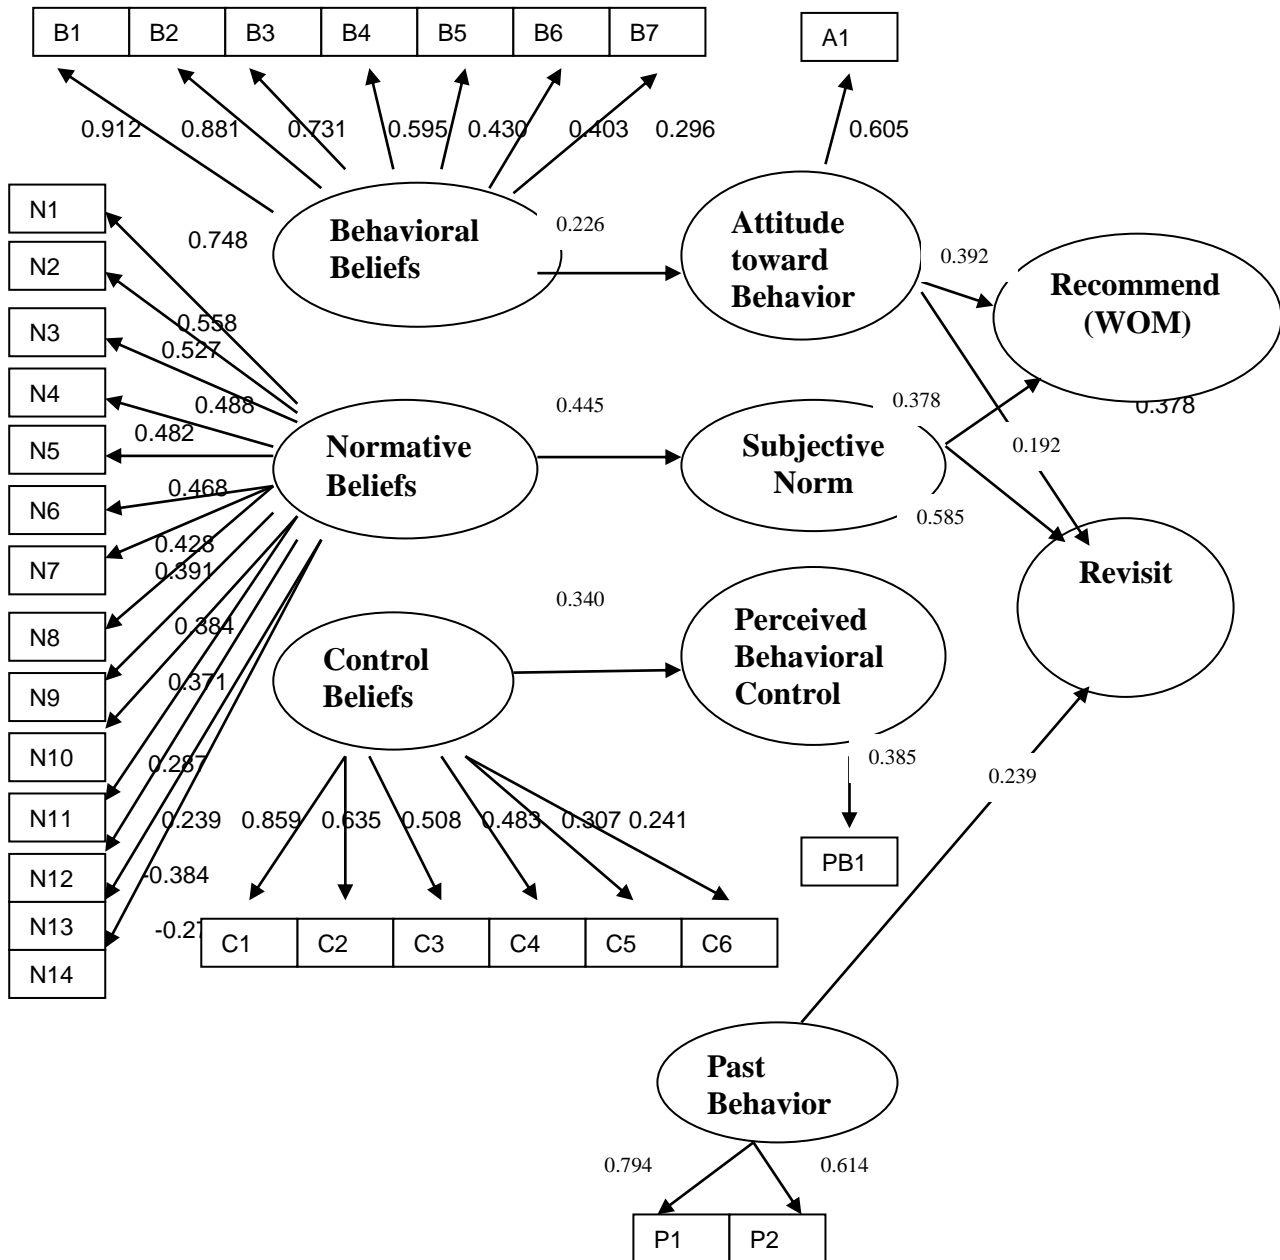 B1 B2 B3 B4 B5 B6 B7
A1
0.912 0.881 0.731 0.595 0.430 0.403 0.296
0.605
N1
N2
N3
N4
N5
N6
N7
N8
N9
N10
N11
N12
N13
N14
0.748
0.558
0.527
0.488
0.482
0.468
0.428
0.391
0.384
0.371
0.287
0.239
-0.384
-0.27
Behavioral
Beliefs
0.226
Attitude
toward
Behavior
0.392
Recommend
(WOM)
0.378
Normative
Beliefs
0.445
Subjective
Norm
0.378
0.192
0.585
Revisit
Control
Beliefs
0.340
Perceived
Behavioral
Control
0.385
PB1
0.859 0.635 0.508 0.483 0.307 0.241
C1 C2 C3 C4 C5 C6
0.239
Past
Behavior
0.794
0.614
P1 P2